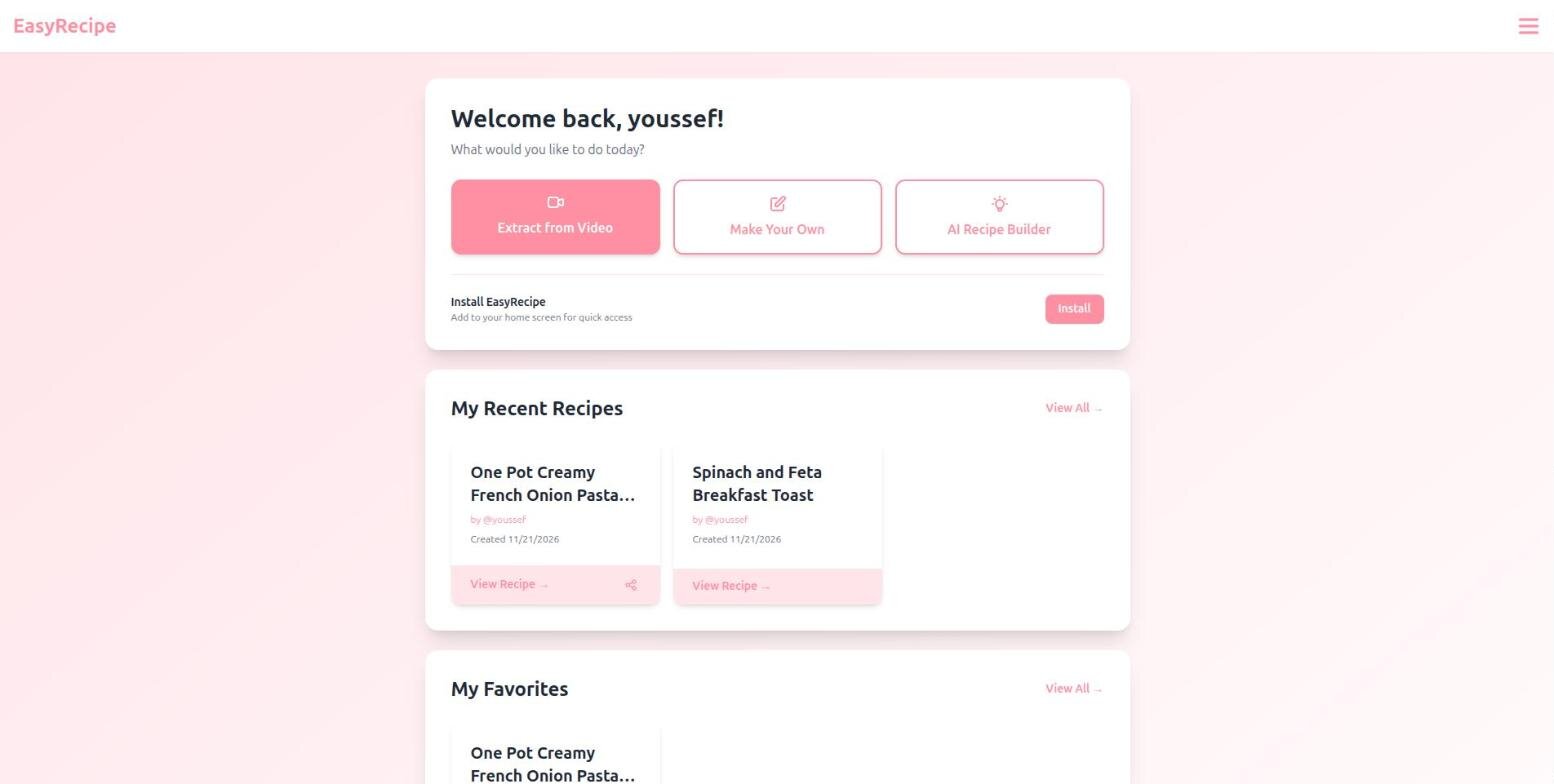 EasyRecipe
Welcome back, youssef!
What would you like to do today?
Extract from Video
Make Your Own
AI Recipe Builder
Install EasyRecipe
Add to your home screen for quick access
Install
My Recent Recipes
View All →
One Pot Creamy
French Onion Pasta...
by @youssef
Created 11/21/2026
View Recipe →
Spinach and Feta
Breakfast Toast
by @youssef
Created 11/21/2026
View Recipe →
My Favorites
View All →
One Pot Creamy
French Onion Pasta...